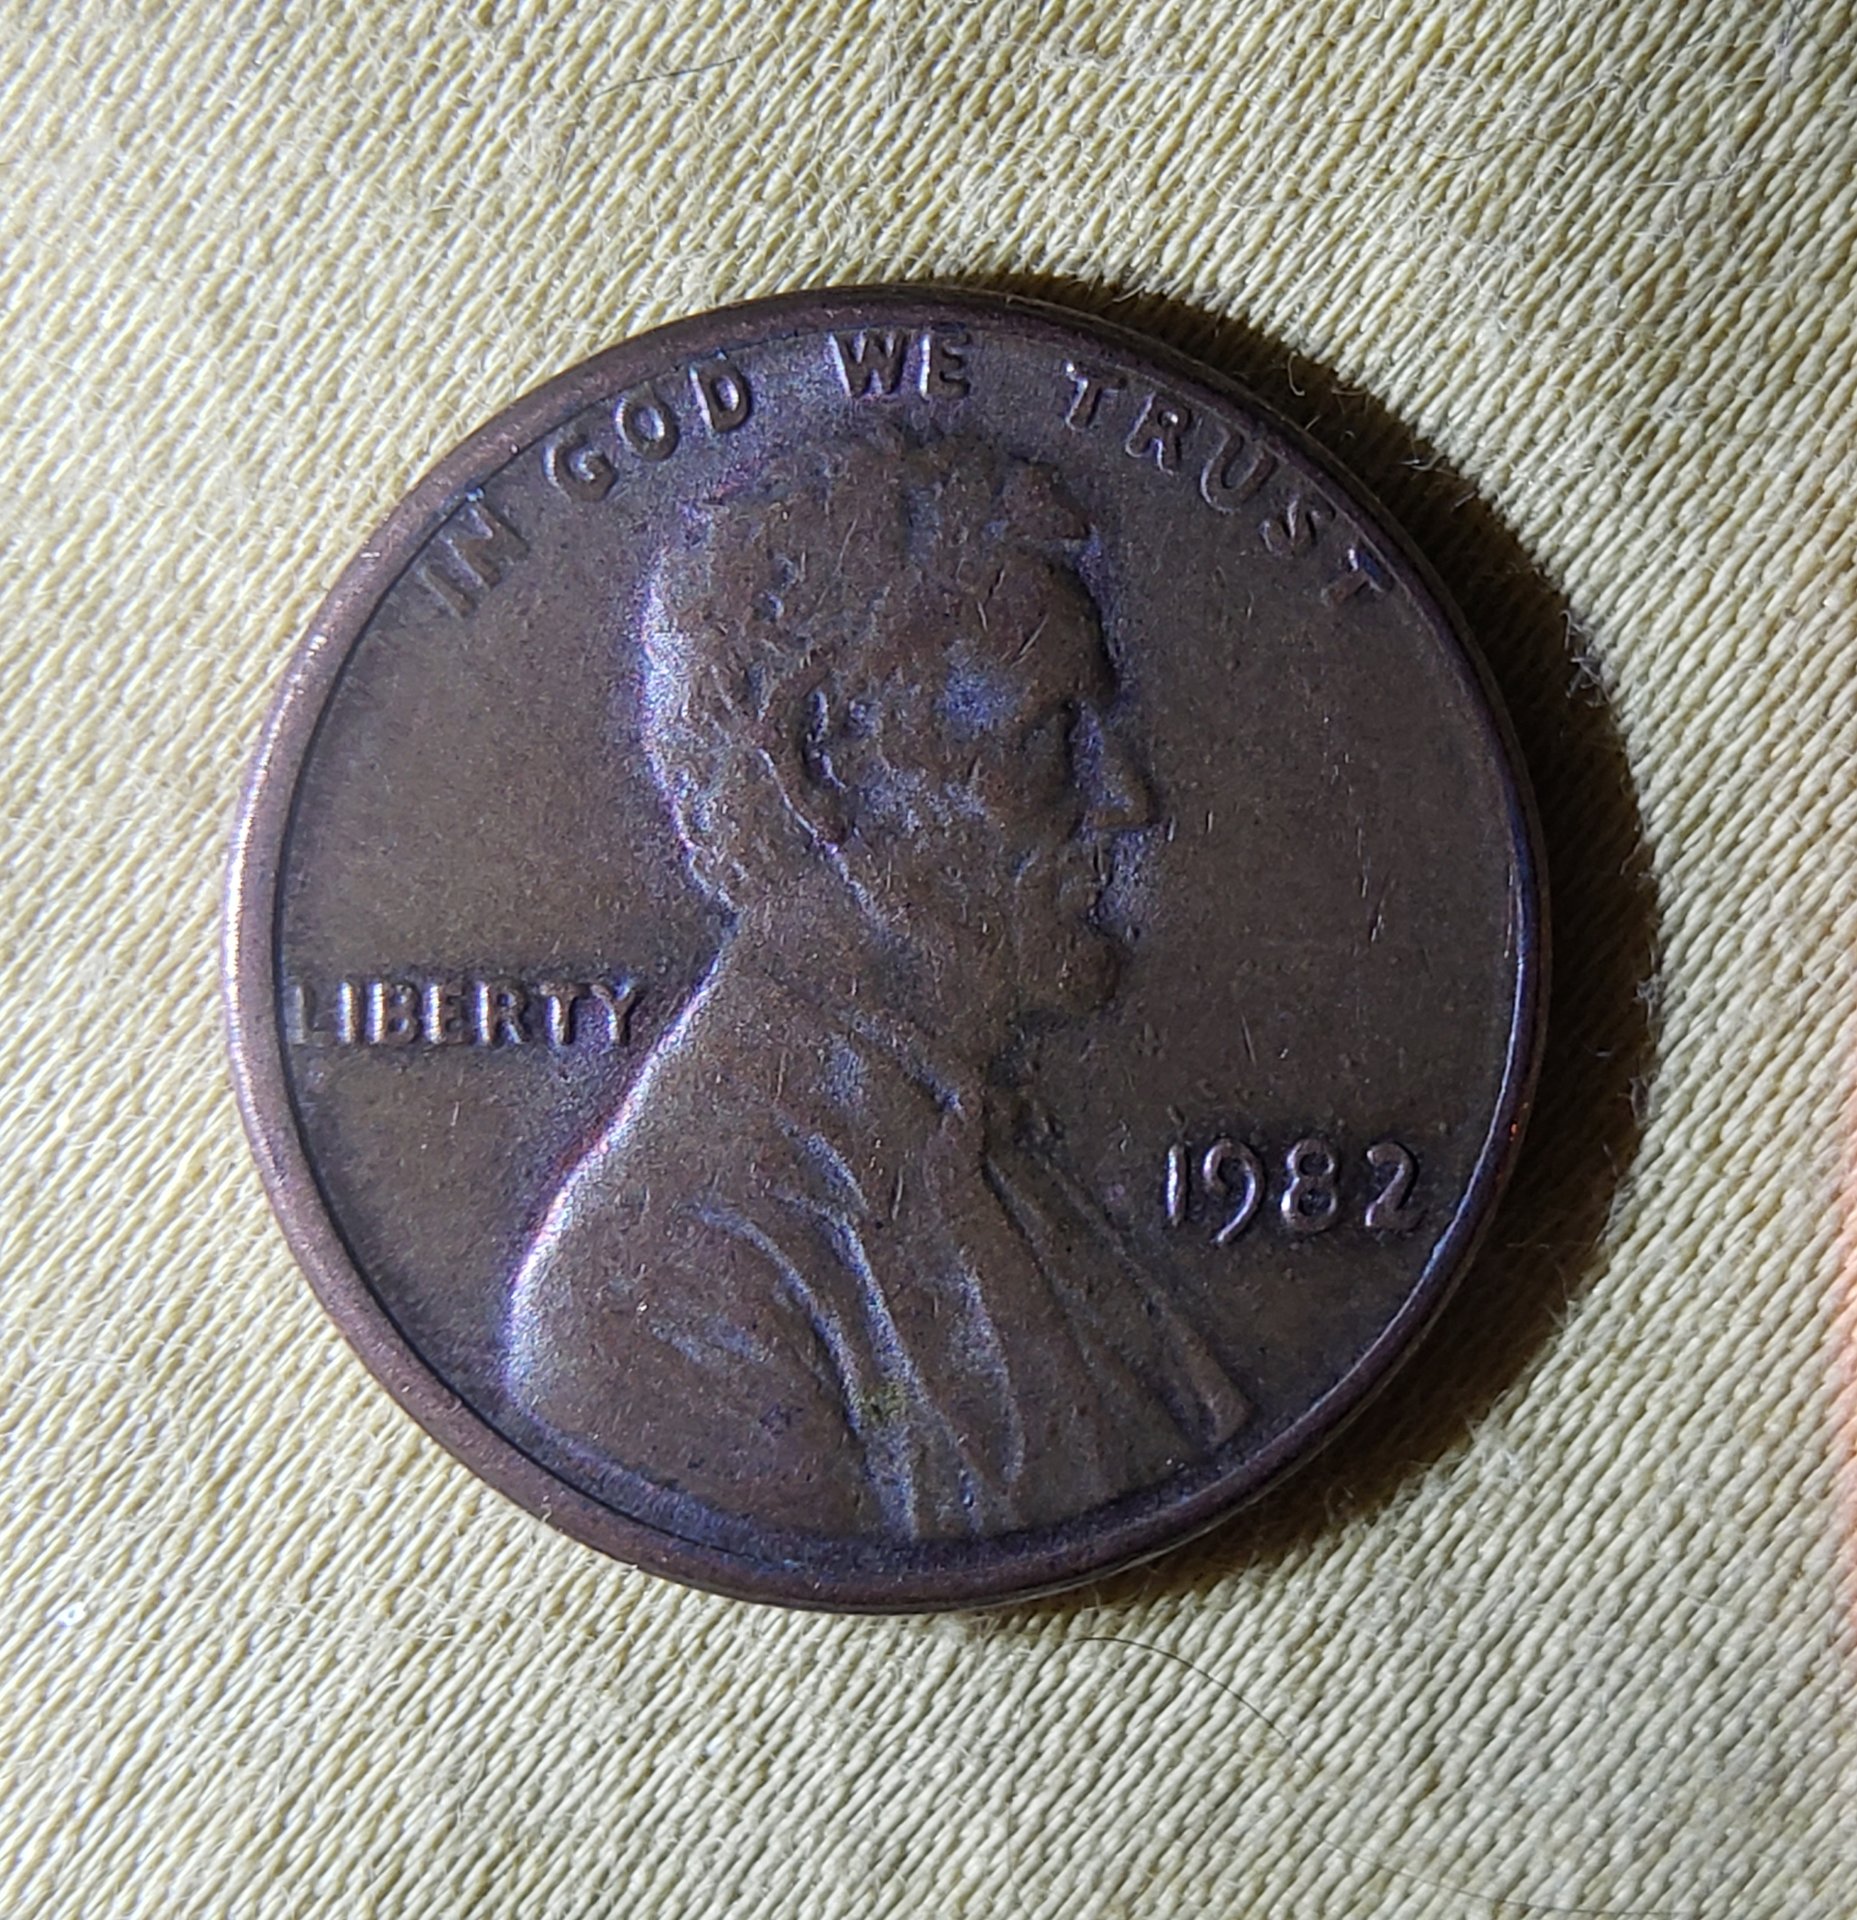 IN GOD WE TRUST
LIBERTY
1982